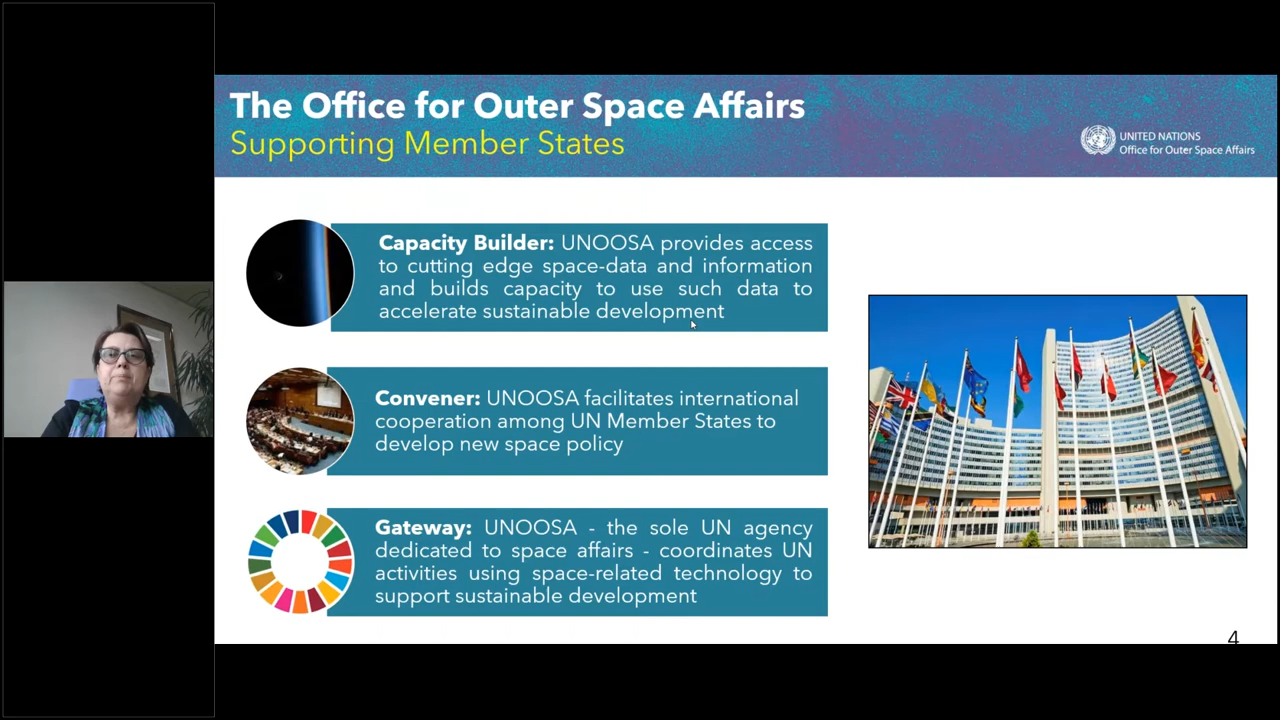 The Office for Outer Space Affairs
Supporting Member States
UNITED NATIONS
Office for Outer Space Affairs
Capacity Builder: UNOOSA provides access
to cutting edge space-data and information
and builds capacity to use such data to
accelerate sustainable development
Convener: UNOOSA facilitates international
cooperation among UN Member States to
develop new space policy
Gateway: UNOOSA - the sole UN agency
dedicated to space affairs - coordinates UN
activities using space-related technology to
support sustainable development
4